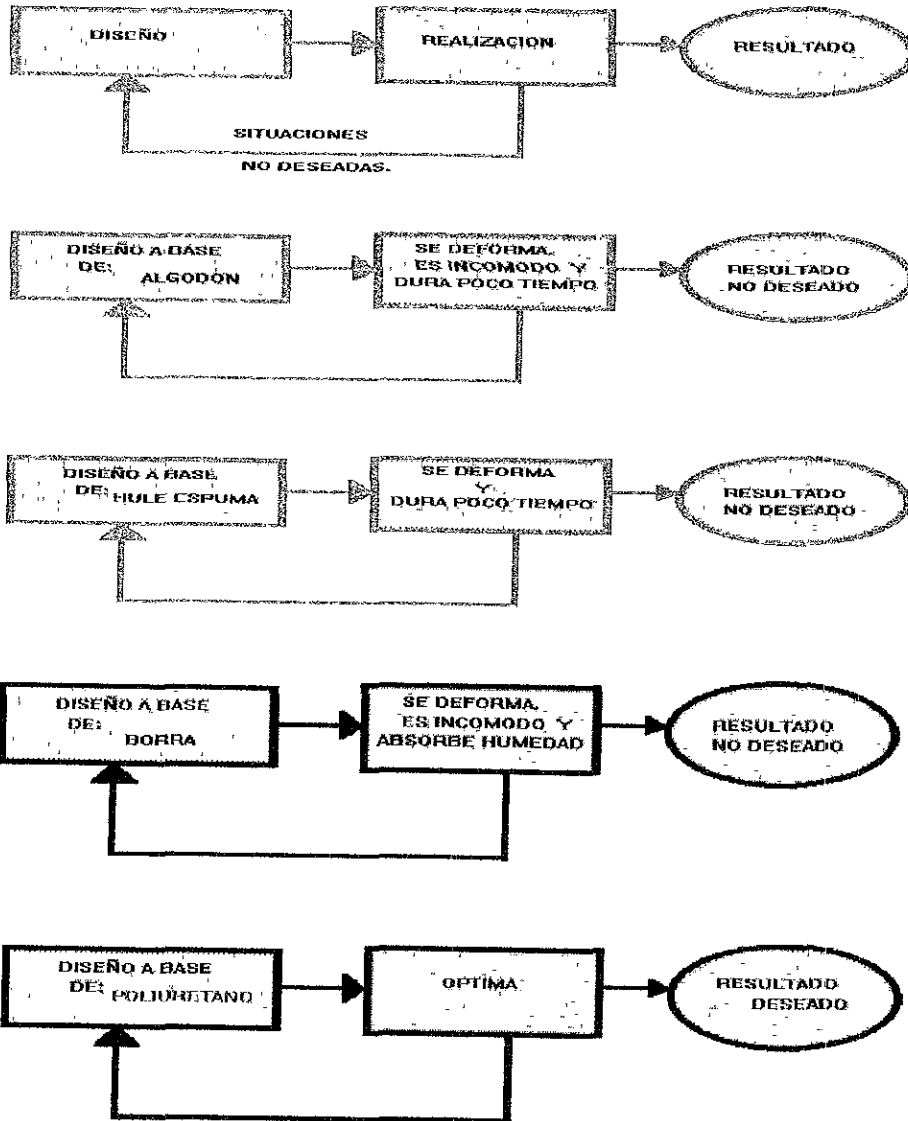 DISEÑO
REALIZACION
RESULTADO
SITUACIONES
NO DESEADAS.
DISEÑO A BASE
DE:
ALGODON
SE DEFORMA,
ES INCOMODO Y
DURA POCO TIEMPO
RESULTADO
NO DESEADO
DISEÑO A BASE
DE: HULE ESPUMA
SE DEFORMA
Y
DURA POCO TIEMPO
RESULTADO
NO DESEADO
DISEÑO A BASE
DE:
BORRA
SE DEFORMA,
ES INCOMODO Y
ABSORBE HUMEDAD
RESULTADO
NO DESEADO
DISEÑO A BASE
DE: POLIURETANO
OPTIMA
RESULTADO
DESEADO